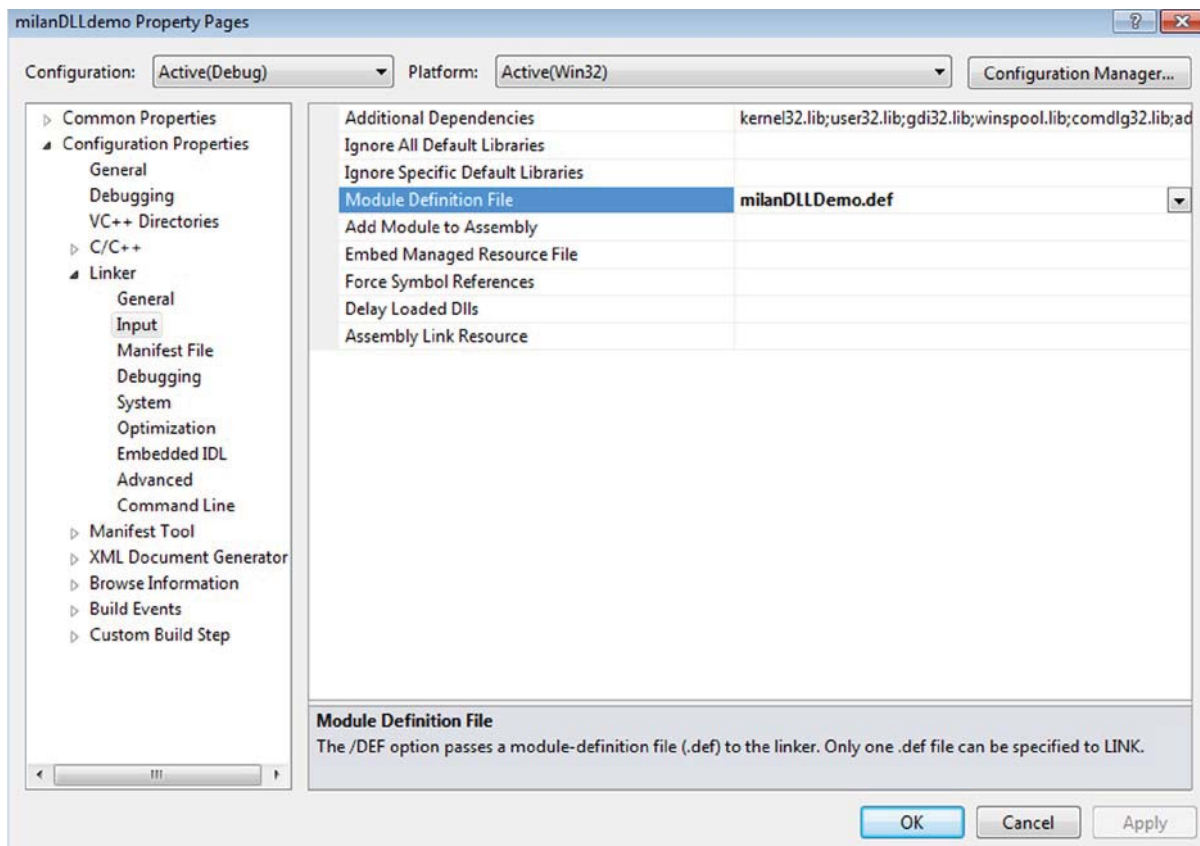 milanDLLdemo Property Pages
Configuration: Active(Debug) Platform: Active(Win32) Configuration Manager...
Common Properties
Configuration Properties
General
Debugging
VC++ Directories
C/C++
Linker
General
Input
Manifest File
Debugging
System
Optimization
Embedded IDL
Advanced
Command Line
Manifest Tool
XML Document Generator
Browse Information
Build Events
Custom Build Step
Additional Dependencies kernel32.lib;user32.lib;gdi32.lib;winspool.lib;comdlg32.lib;ad
Ignore All Default Libraries
Ignore Specific Default Libraries
Module Definition File milanDLLDemo.def
Add Module to Assembly
Embed Managed Resource File
Force Symbol References
Delay Loaded Dlls
Assembly Link Resource
Module Definition File
The /DEF option passes a module-definition file (.def) to the linker. Only one .def file can be specified to LINK.
OK Cancel Apply